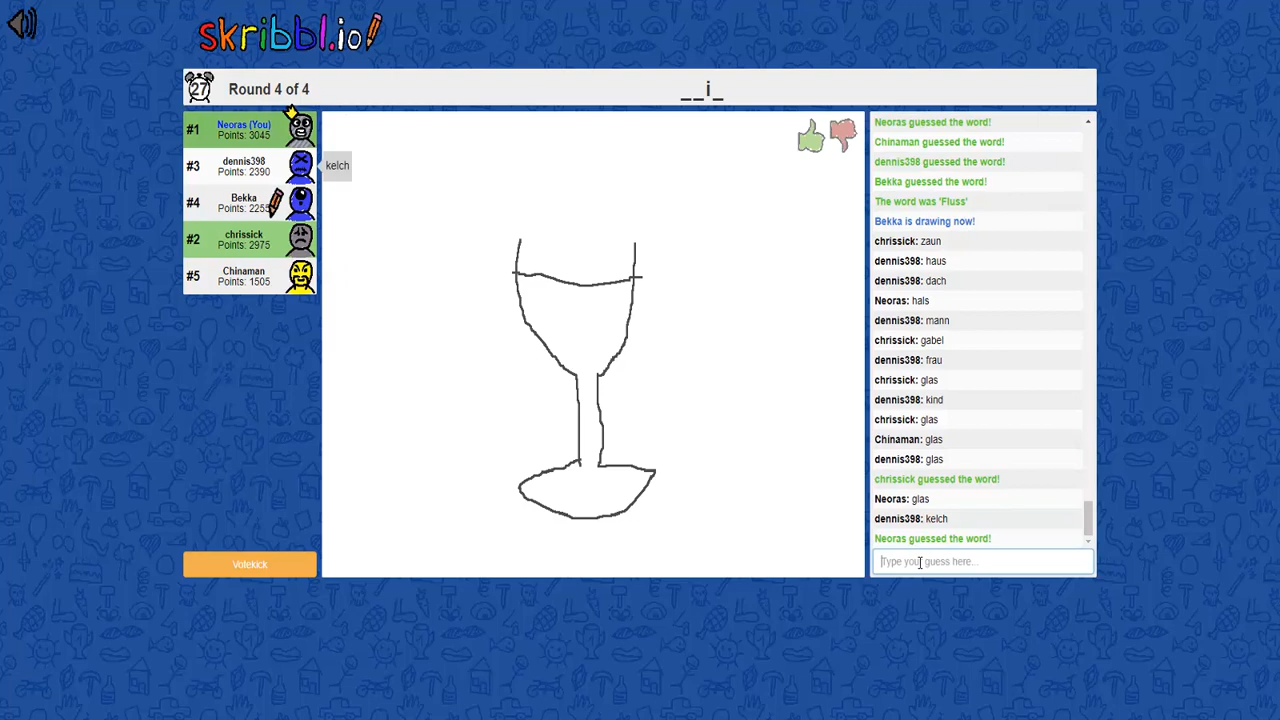 skribbl.io
27
Round 4 of 4
__i_
#1
Neoras (You)
Points: 3045
#3
dennis398
Points: 2390
#4
Bekka
Points: 2255
#2
chrissick
Points: 2975
#5
Chinaman
Points: 1505
kelch
Neoras guessed the word!
Chinaman guessed the word!
dennis398 guessed the word!
Bekka guessed the word!
The word was 'Fluss'
Bekka is drawing now!
chrissick: zaun
dennis398: haus
dennis398: dach
Neoras: hals
dennis398: mann
chrissick: gabel
dennis398: frau
chrissick: glas
dennis398: kind
chrissick: glas
Chinaman: glas
dennis398: glas
chrissick guessed the word!
Neoras: glas
dennis398: kelch
Neoras guessed the word!
Type your guess here...
Votekick